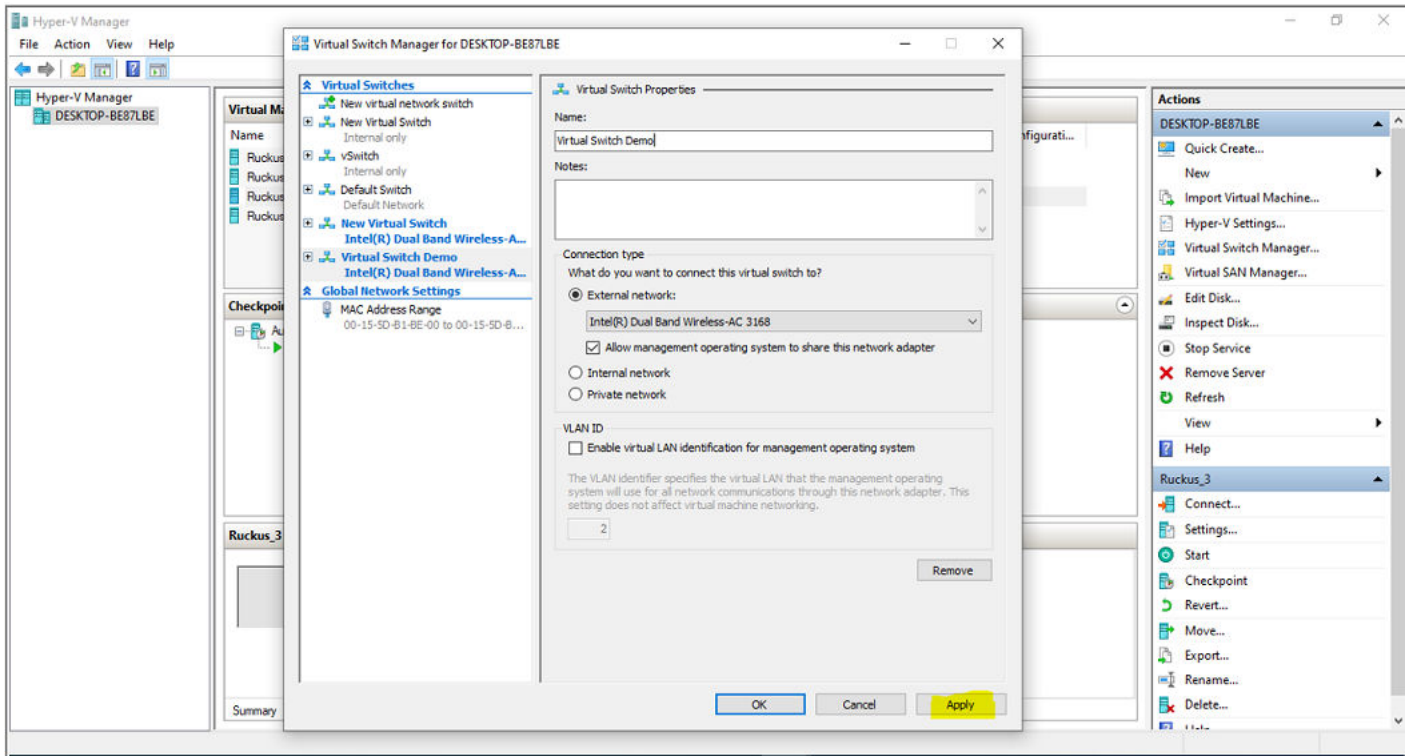 Hyper-V Manager
File Action View Help
Hyper-V Manager
DESKTOP-BE87LBE
Virtual Ma
Name
nfigurati...
Ruckus
Ruckus
Ruckus
Ruckus
Checkpoi
Au
Ruckus_3
Summary
Virtual Switch Manager for DESKTOP-BE87LBE
Virtual Switches
New virtual network switch
New Virtual Switch
Internal only
vSwitch
Internal only
Default Switch
Default Network
New Virtual Switch
Intel(R) Dual Band Wireless-A...
Virtual Switch Demo
Intel(R) Dual Band Wireless-A...
Global Network Settings
MAC Address Range
00-15-5D-B1-BE-00 to 00-15-5D-B...
Virtual Switch Properties
Name:
Virtual Switch Demo
Notes:
Connection type
What do you want to connect this virtual switch to?
External network:
Intel(R) Dual Band Wireless-AC 3168
Allow management operating system to share this network adapter
Internal network
Private network
VLAN ID
Enable virtual LAN identification for management operating system
The VLAN identifier specifies the virtual LAN that the management operating
system will use for all network communications through this network adapter. This
setting does not affect virtual machine networking.
2
Remove
OK Cancel Apply
Actions
DESKTOP-BE87LBE
Quick Create...
New
Import Virtual Machine...
Hyper-V Settings...
Virtual Switch Manager...
Virtual SAN Manager...
Edit Disk...
Inspect Disk...
Stop Service
Remove Server
Refresh
View
Help
Ruckus_3
Connect...
Settings...
Start
Checkpoint
Revert...
Move...
Export...
Rename...
Delete...